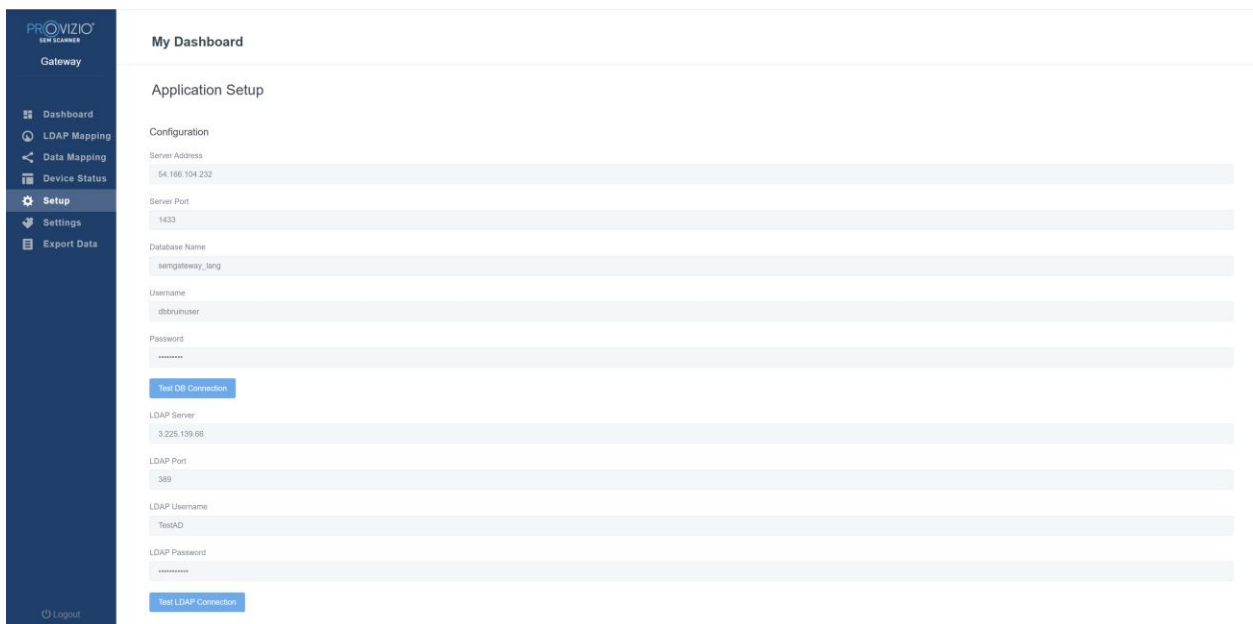 PROVIZIO®
SEM SCANNER
Gateway
Dashboard
LDAP Mapping
Data Mapping
Device Status
Setup
Settings
Export Data
Logout
My Dashboard
Application Setup
Configuration
Server Address
54.166.104.232
Server Port
1433
Database Name
semgateway_lang
Username
dbbruinuser
Password
•••••••••
Test DB Connection
LDAP Server
3.225.139.66
LDAP Port
389
LDAP Username
TestAD
LDAP Password
•••••••••••
Test LDAP Connection